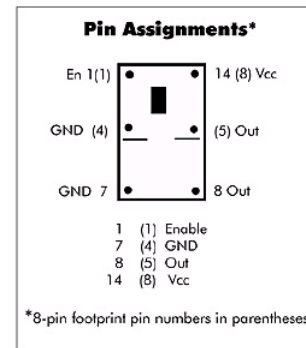 Pin Assignments*
En 1(1) 14 (8) Vcc
GND (4) (5) Out
GND 7 8 Out
1 (1) Enable
7 (4) GND
8 (5) Out
14 (8) Vcc
*8-pin footprint pin numbers in parentheses